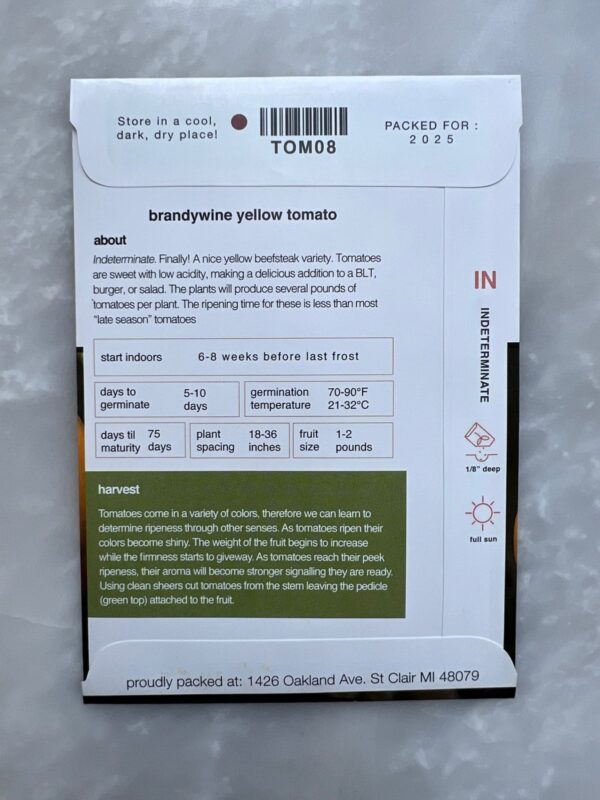 Store in a cool,
dark, dry place!
TOM08
PACKED FOR :
2025
brandywine yellow tomato
about
Indeterminate. Finally! A nice yellow beefsteak variety. Tomatoes
are sweet with low acidity, making a delicious addition to a BLT,
burger, or salad. The plants will produce several pounds of
tomatoes per plant. The ripening time for these is less than most
"late season" tomatoes
start indoors 6-8 weeks before last frost
days to
germinate
5-10
days
germination
temperature
70-90°F
21-32°C
days til
maturity
75
days
plant
spacing
18-36
inches
fruit
size
1-2
pounds
harvest
Tomatoes come in a variety of colors, therefore we can learn to
determine ripeness through other senses. As tomatoes ripen their
colors become shiny. The weight of the fruit begins to increase
while the firmness starts to giveway. As tomatoes reach their peek
ripeness, their aroma will become stronger signalling they are ready.
Using clean sheers cut tomatoes from the stem leaving the pedicle
(green top) attached to the fruit.
IN
INDETERMINATE
1/8" deep
full sun
proudly packed at: 1426 Oakland Ave. St Clair MI 48079